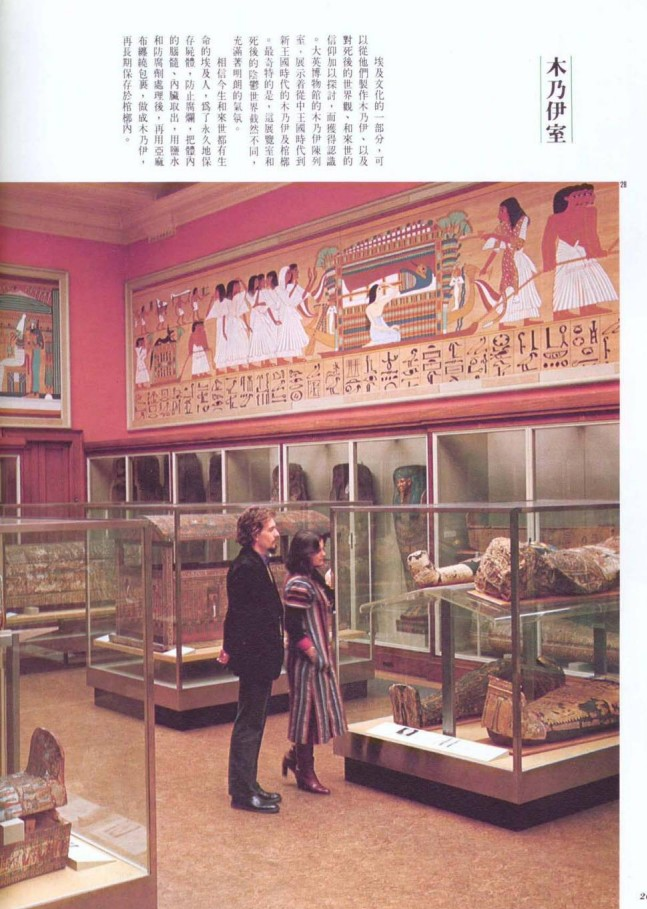 木乃伊室
埃及文化的一部分，可
以從他們製作木乃伊、以及
對死後的世界觀、和來世的
信仰加以探討，而獲得認識
。大英博物館的木乃伊陳列
室，展示着從中王國時代到
新王國時代的木乃伊及棺槨
。最奇特的是，這展覽室和
死後的陰鬱世界截然不同，
充滿著明朗的氣氛。
相信今生和來世都有生
命的埃及人，爲了永久地保
存屍體，防止腐爛，把體內
的腦髓、內臟取出，用鹽水
和防腐劑處理後，再用亞麻
布纏繞包裹，做成木乃伊，
再長期保存於棺槨內。
28